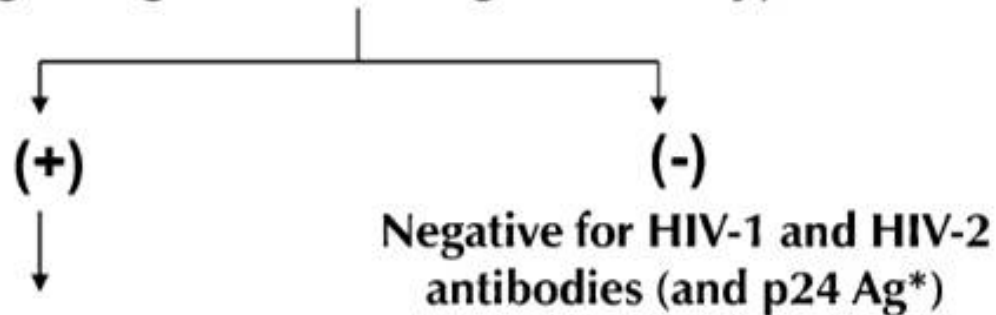 (+) (-)
Negative for HIV-1 and HIV-2
antibodies (and p24 Ag*)